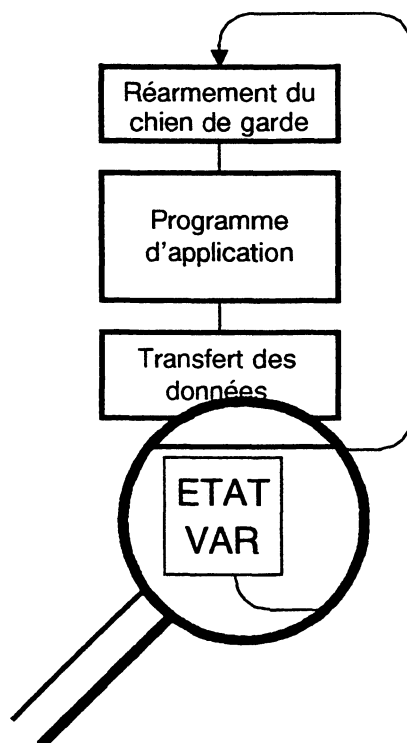 Réarmement du
chien de garde
Programme
d'application
Transfert des
données
ETAT
VAR